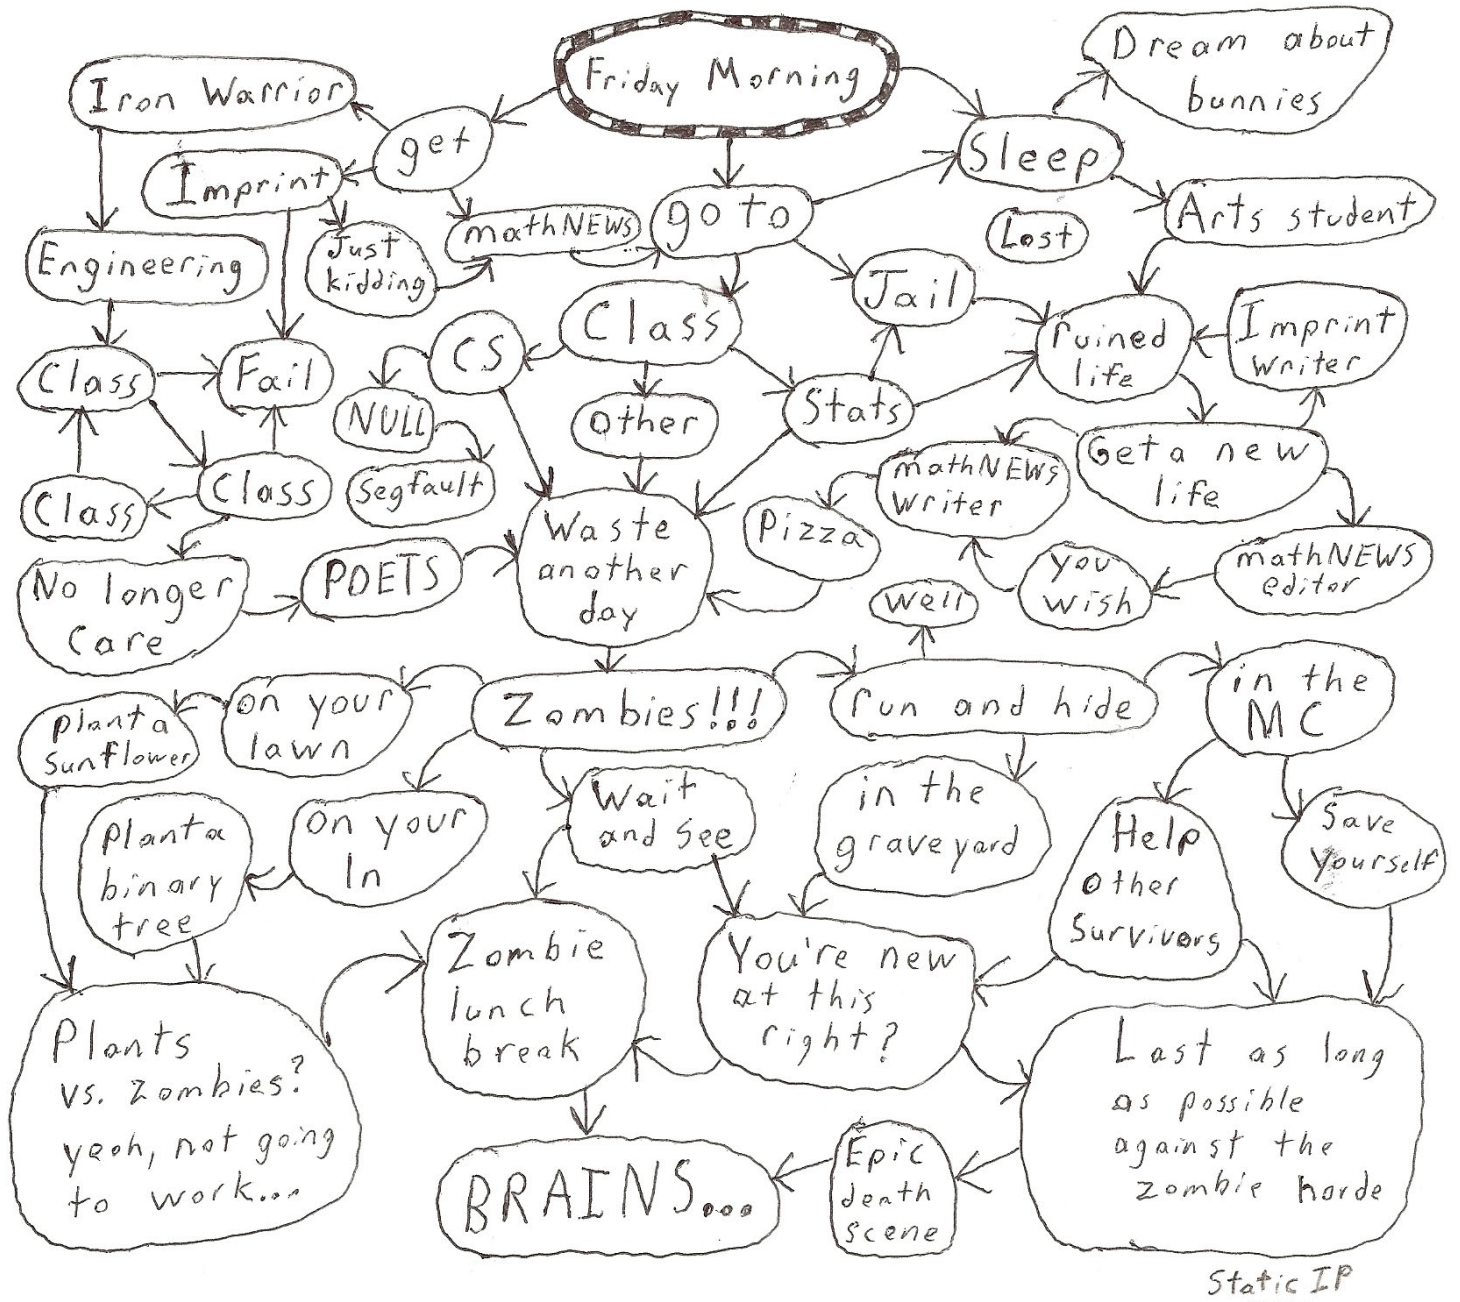 Friday Morning
Dream about
bunnies
Iron Warrior
get
Sleep
Imprint
go to
Arts student
mathNEWS
Lost
Just
kidding
Engineering
Jail
Class
CS
ruined
life
Imprint
writer
Class
Fail
NULL
Other
Stats
Get a new
life
mathNEWS
writer
Segfault
Class
Class
Waste
another
day
Pizza
mathNEWS
editor
you
wish
POETS
No longer
Care
Well
Zombies!!!
run and hide
in the
MC
on your
lawn
plant a
sunflower
Wait
and see
in the
graveyard
Help
other
Survivors
Save
yourself
on your
ln
plant a
binary
tree
Zombie
lunch
break
You're new
at this
right?
Plants
vs. Zombies?
yeah, not going
to work...
Last as long
as possible
against the
zombie horde
BRAINS...
Epic
death
scene
Static IP